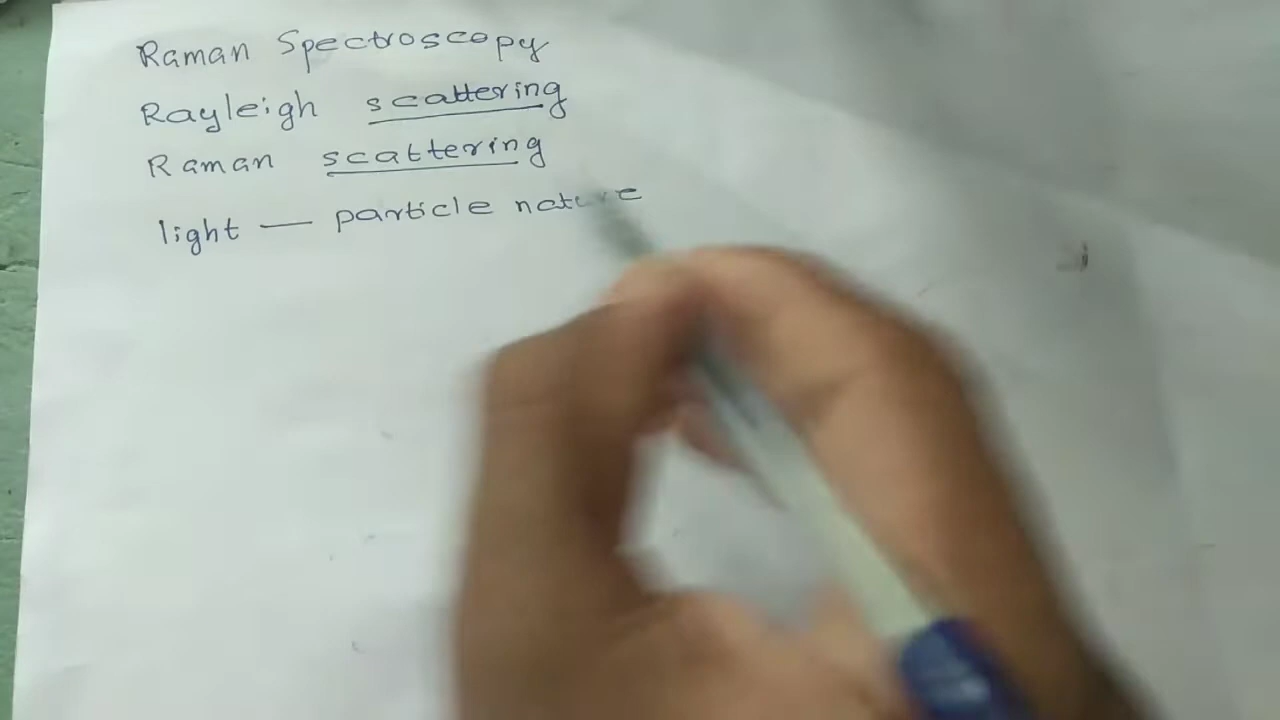 Raman Spectroscopy
Rayleigh scattering
Raman scattering
light — particle nature